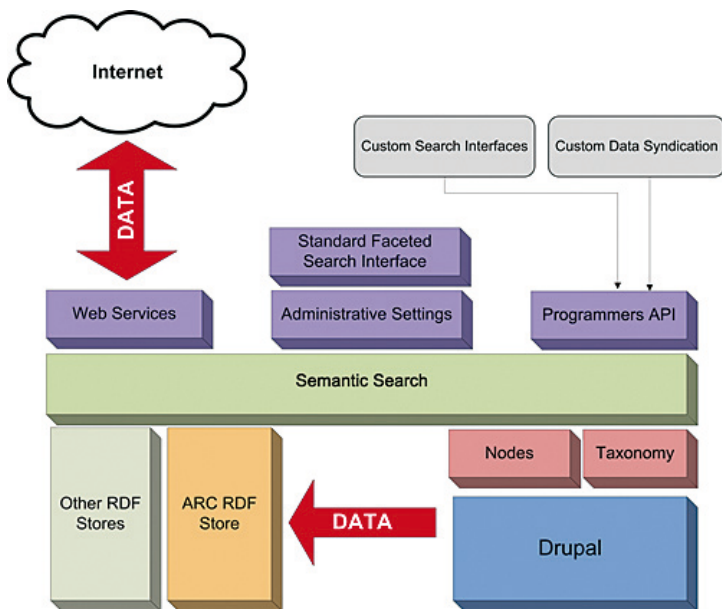 Internet
DATA
Custom Search Interfaces
Custom Data Syndication
Standard Faceted
Search Interface
Web Services
Administrative Settings
Programmers API
Semantic Search
Nodes
Taxonomy
Other RDF
Stores
ARC RDF
Store
DATA
Drupal